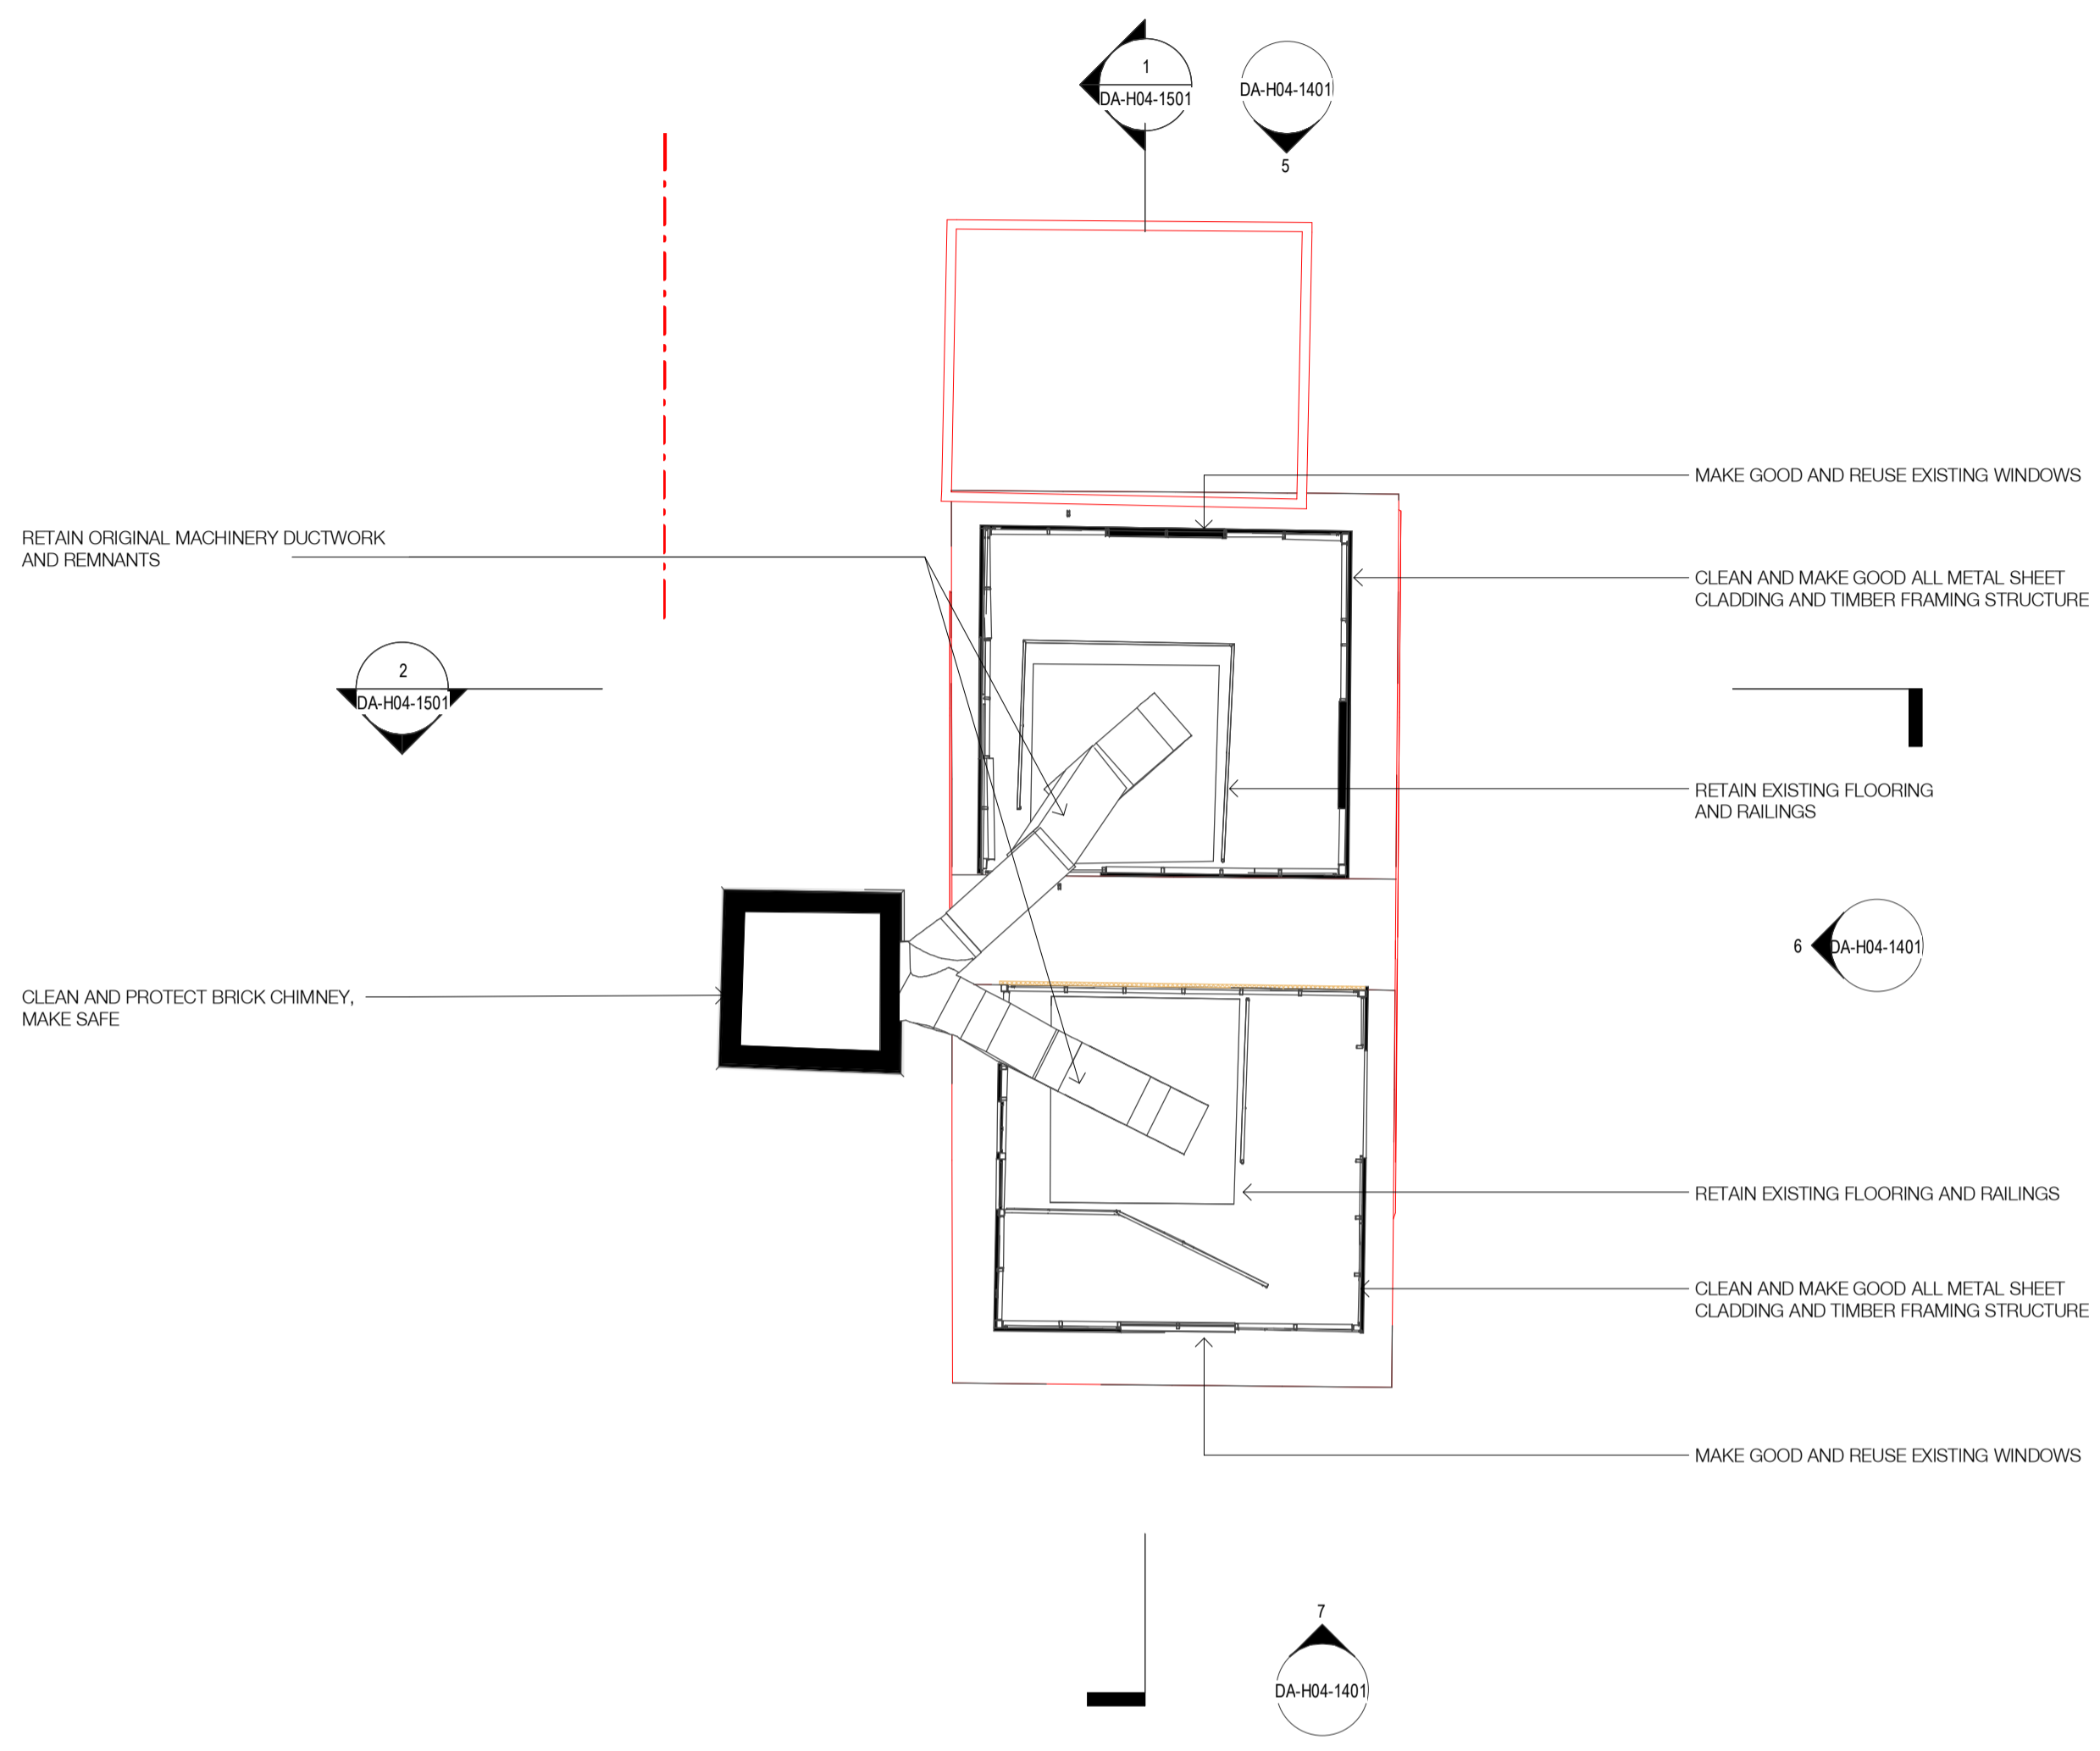 1
DA-H04-1501
DA-H04-1401
5
MAKE GOOD AND REUSE EXISTING WINDOWS
RETAIN ORIGINAL MACHINERY DUCTWORK
AND REMNANTS
CLEAN AND MAKE GOOD ALL METAL SHEET
CLADDING AND TIMBER FRAMING STRUCTURE
2
DA-H04-1501
RETAIN EXISTING FLOORING
AND RAILINGS
6
DA-H04-1401
CLEAN AND PROTECT BRICK CHIMNEY,
MAKE SAFE
RETAIN EXISTING FLOORING AND RAILINGS
CLEAN AND MAKE GOOD ALL METAL SHEET
CLADDING AND TIMBER FRAMING STRUCTURE
MAKE GOOD AND REUSE EXISTING WINDOWS
7
DA-H04-1401